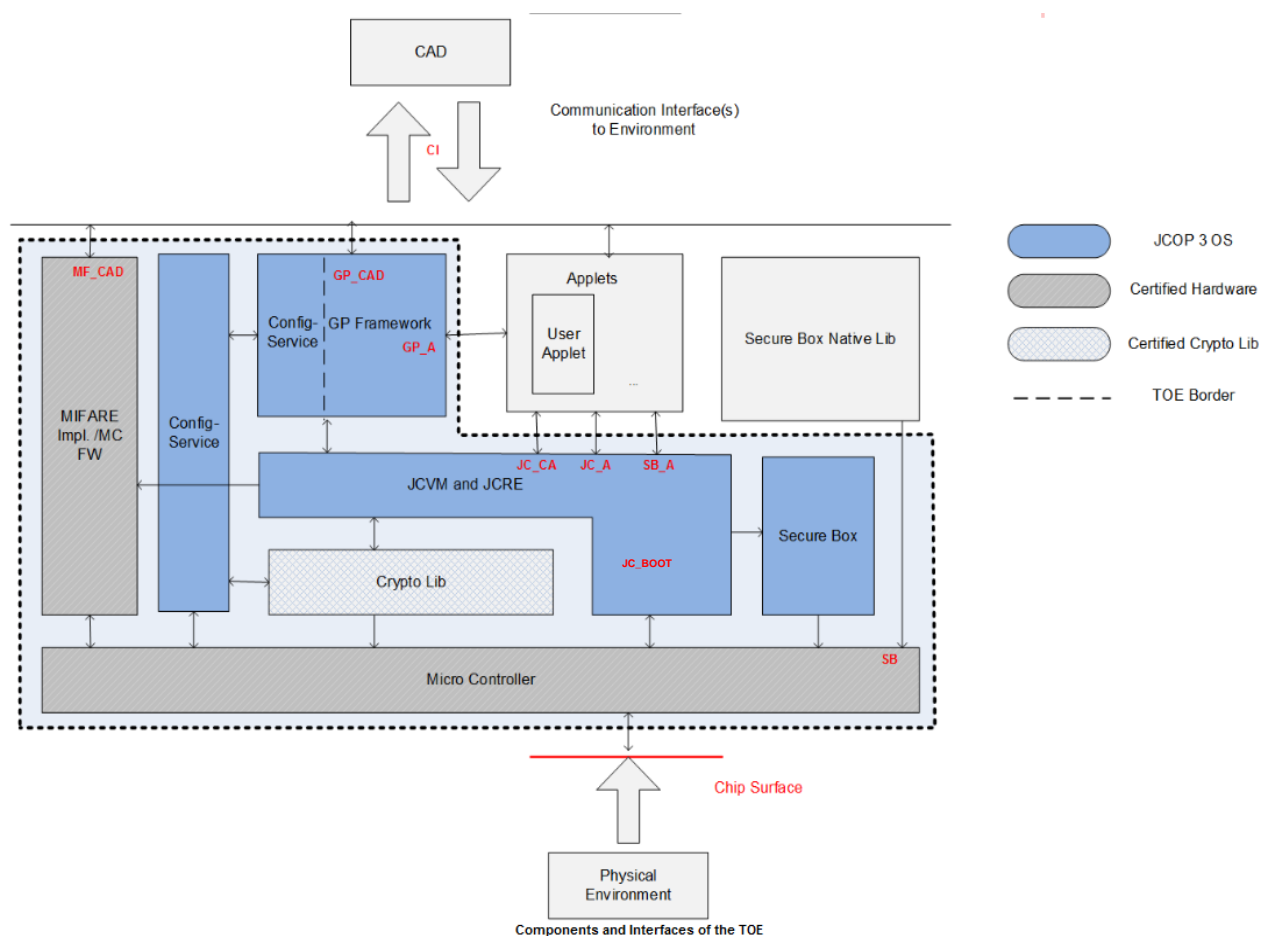 CAD
Communication Interface(s)
to Environment
CI
JCOP 3 OS
MF_CAD
GP_CAD
Applets
Certified Hardware
Config-
Service
GP Framework
User
Applet
Secure Box Native Lib
Certified Crypto Lib
GP_A
...
TOE Border
MIFARE
Impl. /MC
FW
Config-
Service
JC_CA
JC_A
SB_A
JCVM and JCRE
Secure Box
JC_BOOT
Crypto Lib
SB
Micro Controller
Chip Surface
Physical
Environment
Components and Interfaces of the TOE